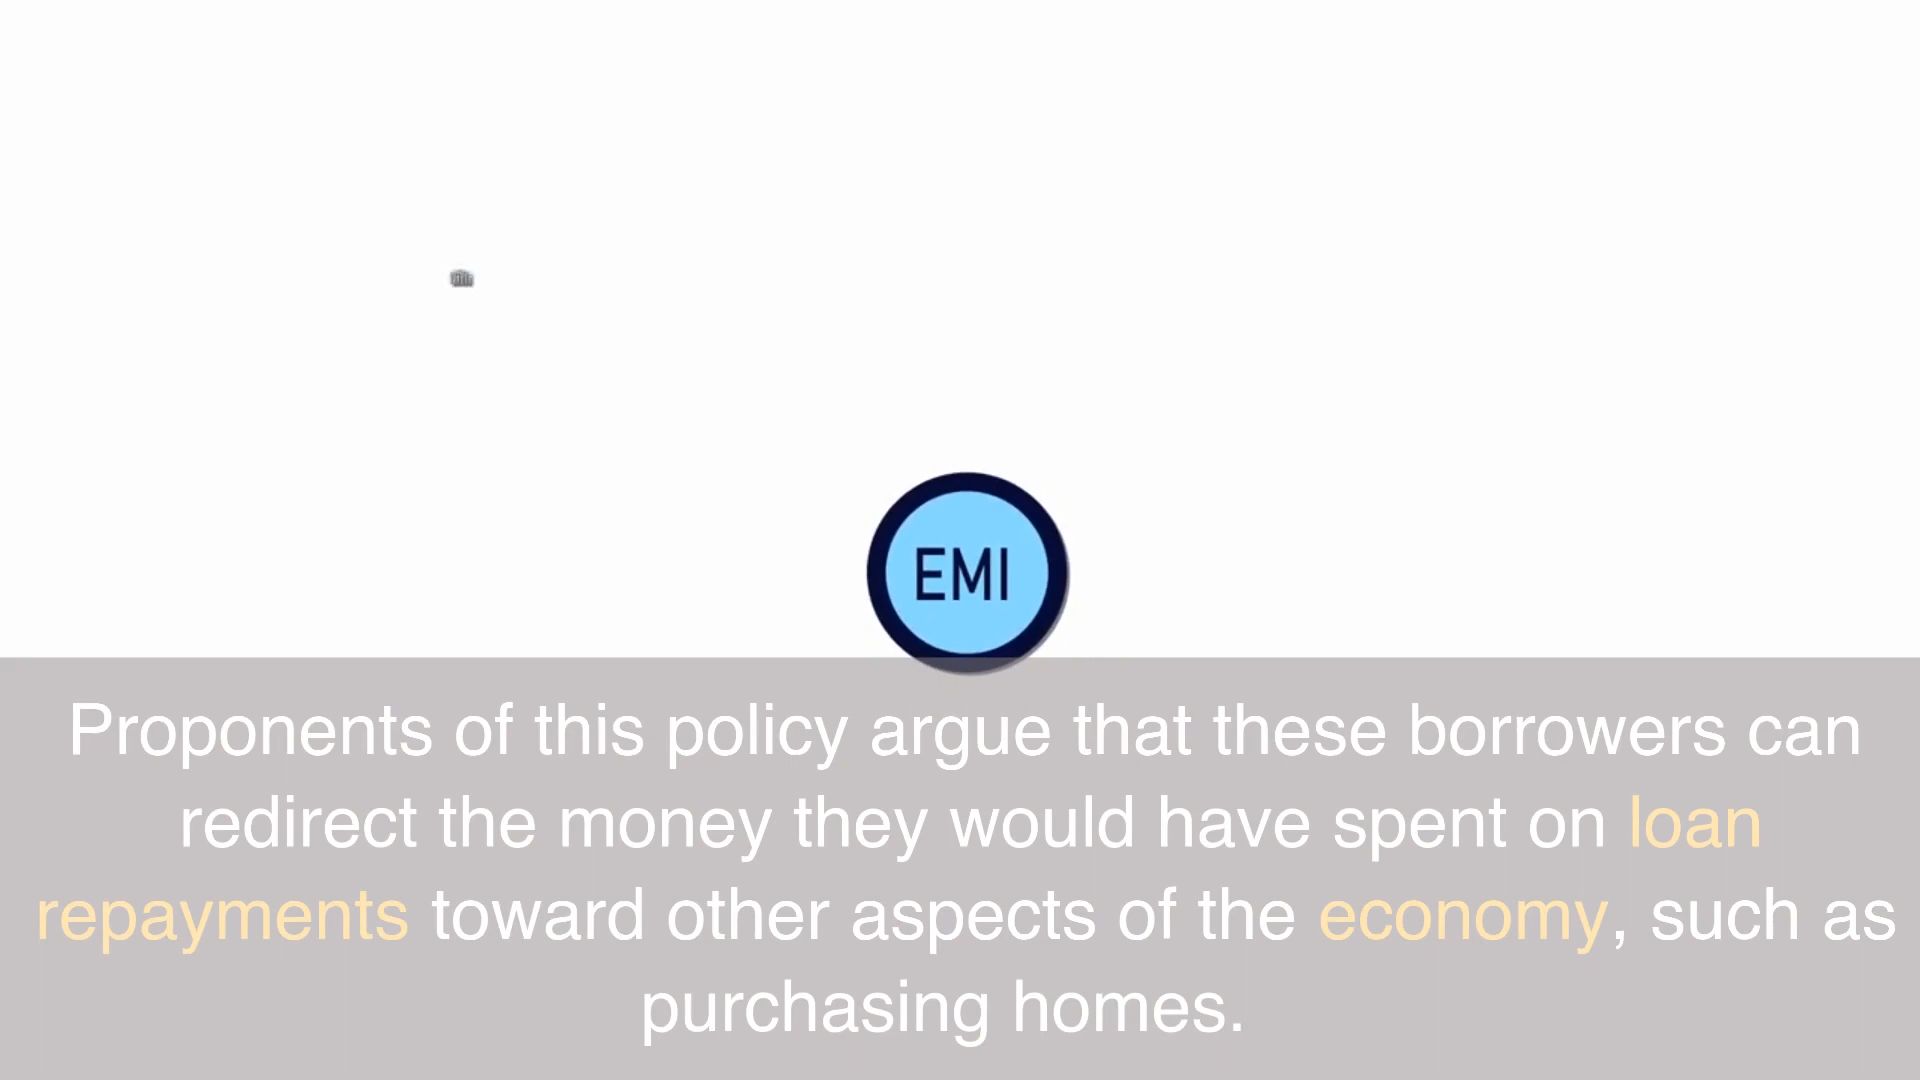 EMI
Proponents of this policy argue that these borrowers can
redirect the money they would have spent on loan
repayments toward other aspects of the economy, such as
purchasing homes.